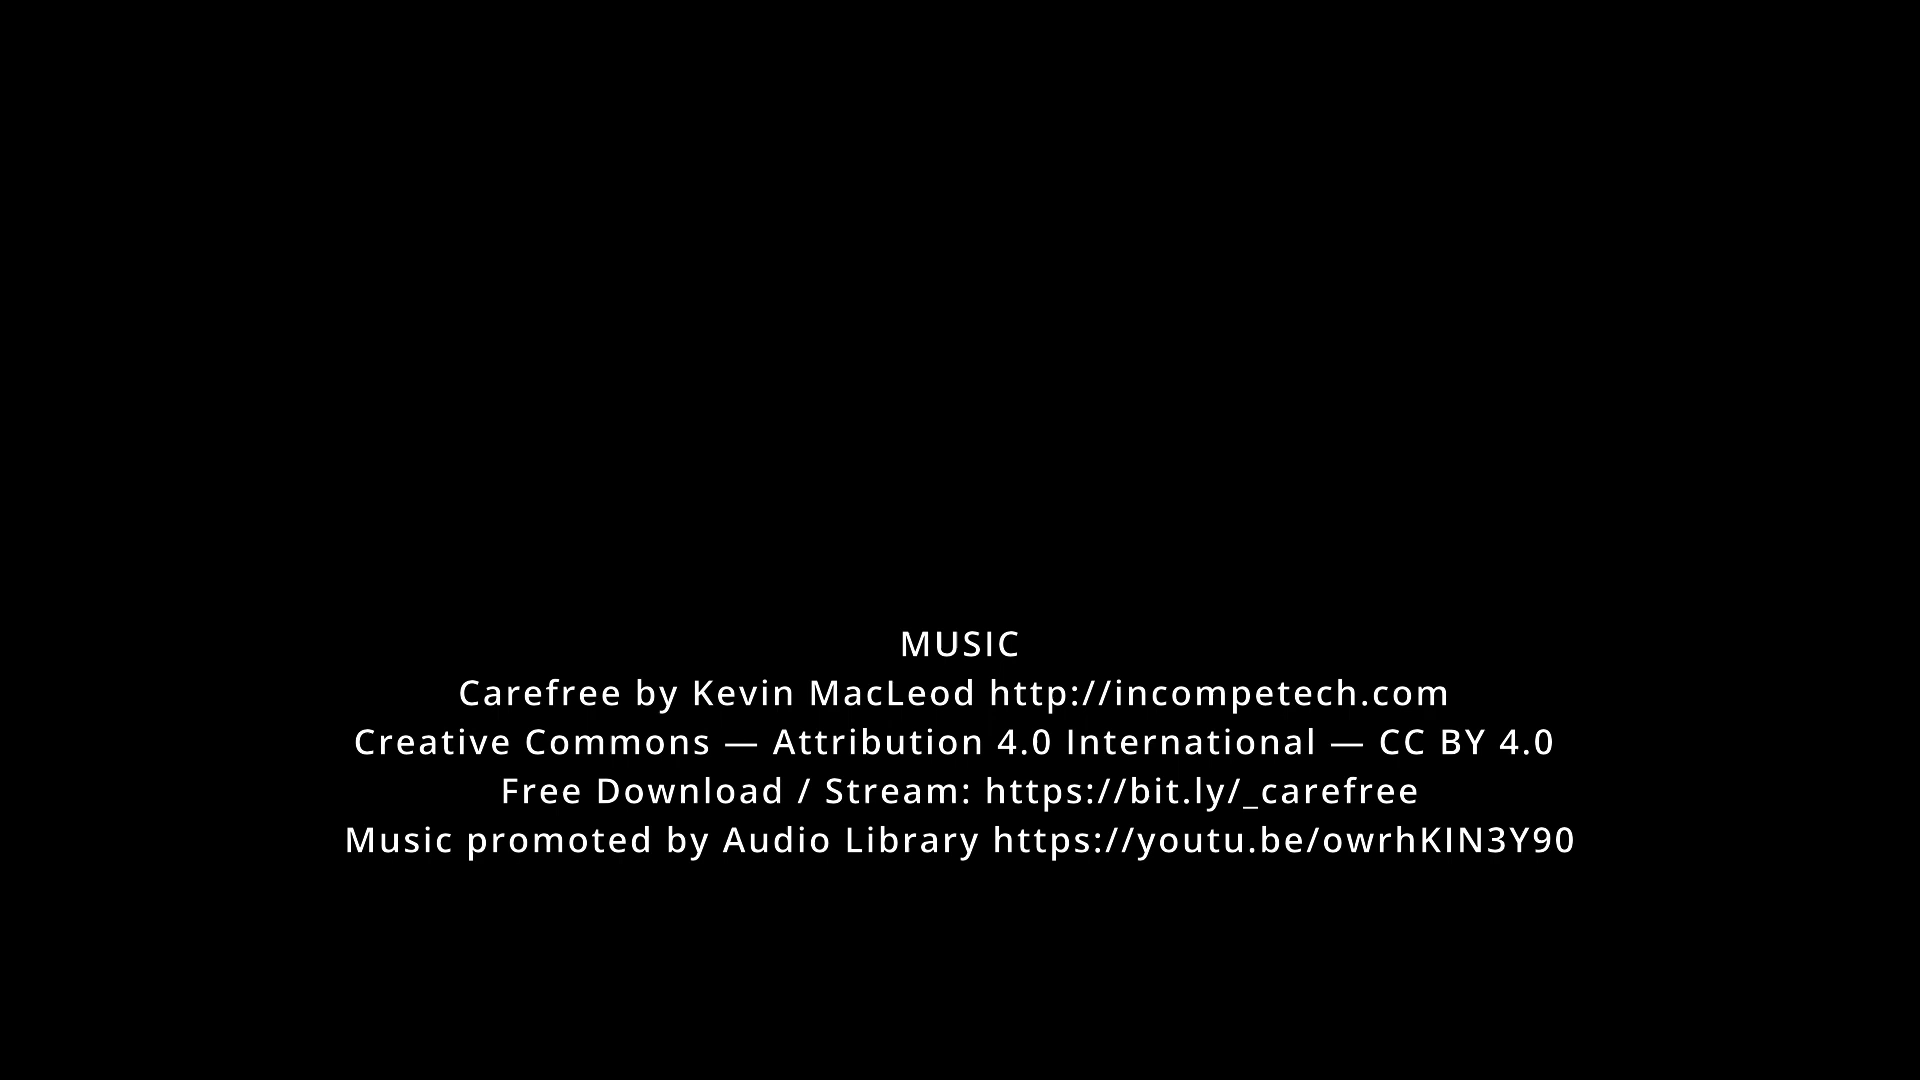 MUSIC
Carefree by Kevin MacLeod http://incompetech.com
Creative Commons — Attribution 4.0 International — CC BY 4.0
Free Download / Stream: https://bit.ly/_carefree
Music promoted by Audio Library https://youtu.be/owrhKIN3Y90